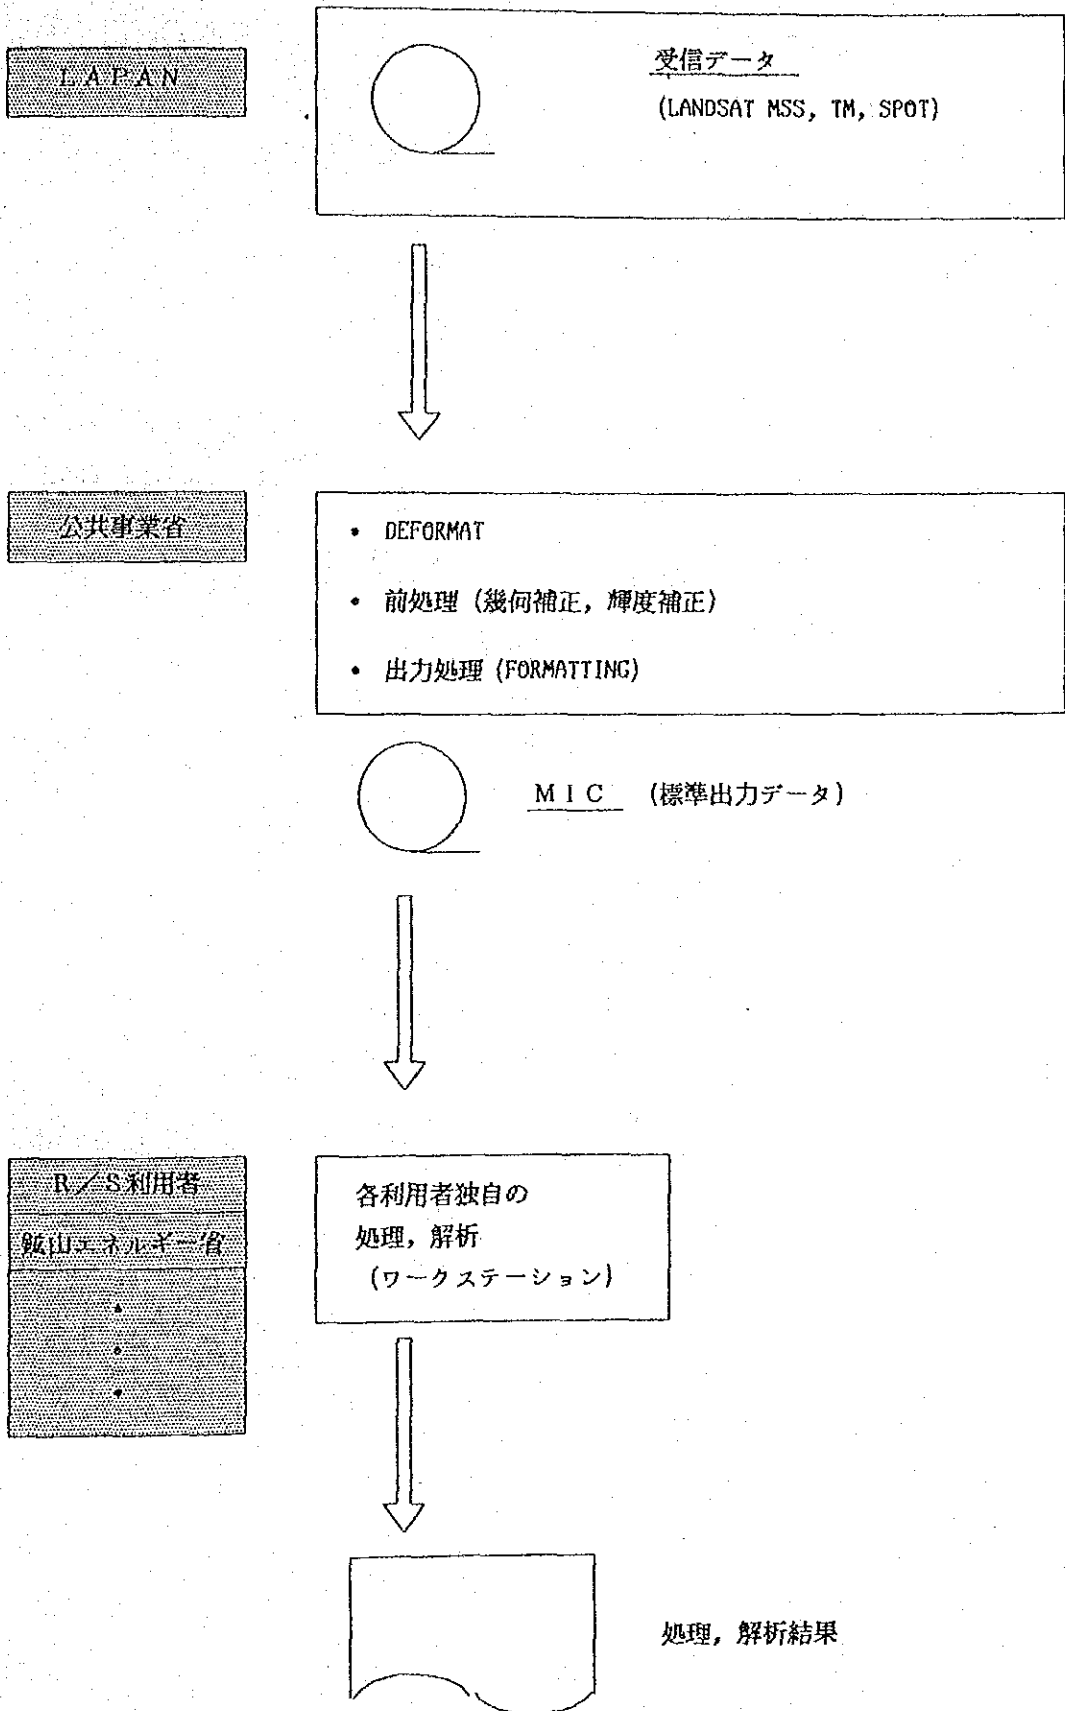 LAPAN
受信データ
(LANDSAT MSS, TM, SPOT)
公共事業省
・ DEFORMAT
・ 前処理 (幾何補正, 輝度補正)
・ 出力処理 (FORMATTING)
MIC (標準出力データ)
R/S利用者
鉱山エネルギー省
・
・
・
各利用者独自の
処理, 解析
(ワークステーション)
処理, 解析結果